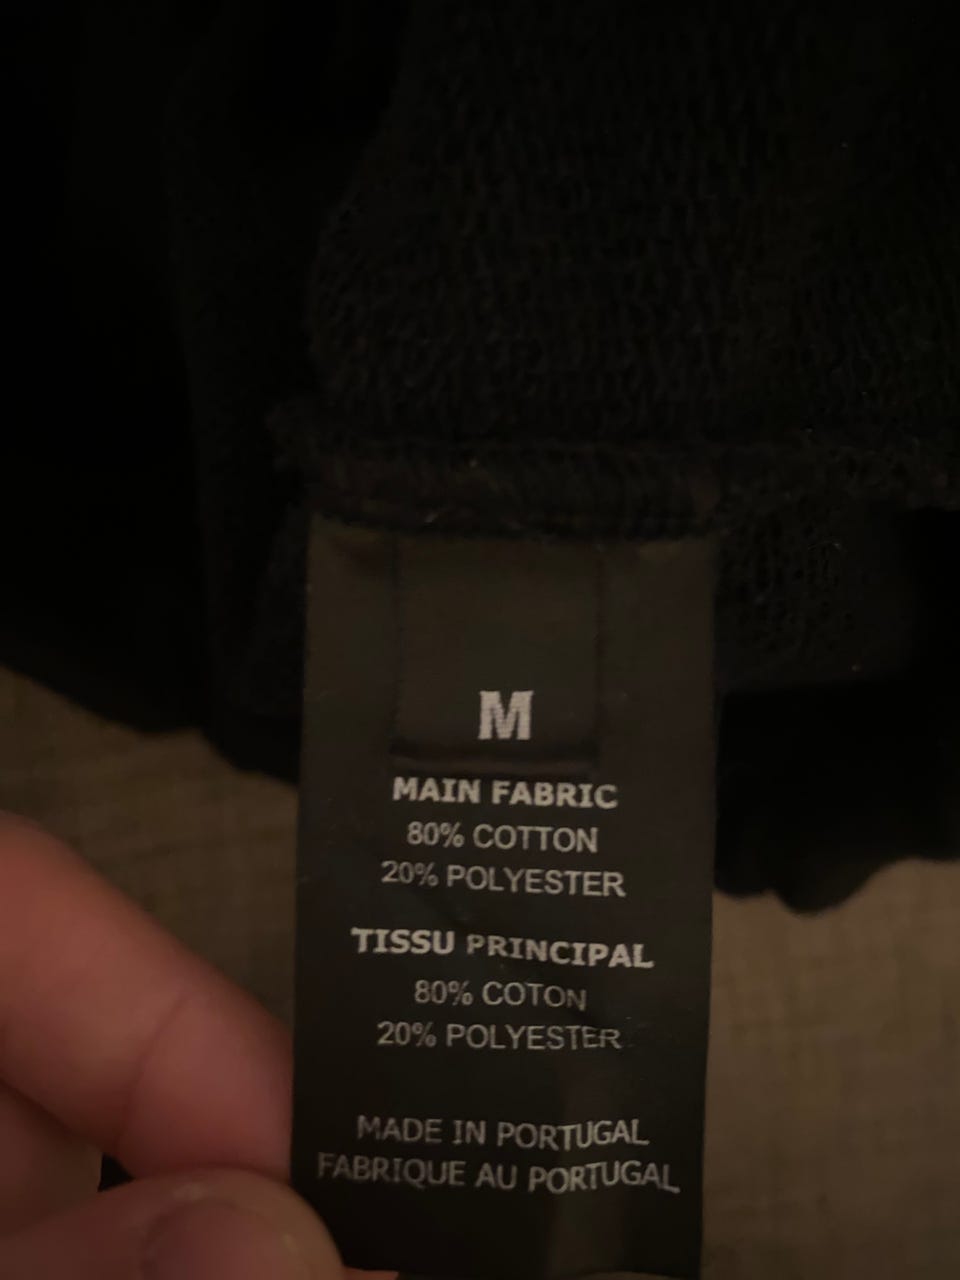 M
MAIN FABRIC
80% COTTON
20% POLYESTER
TISSU PRINCIPAL
80% COTON
20% POLYESTER
MADE IN PORTUGAL
FABRIQUE AU PORTUGAL